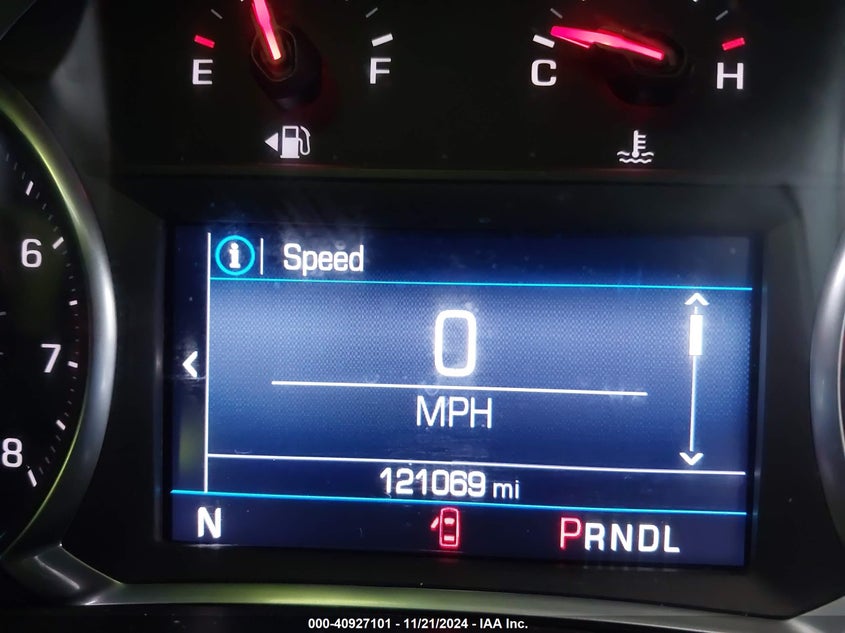 E F C H
6
7
8
Speed
0
MPH
121069 mi
N PRNDL
000-40927101 - 11/21/2024 - IAA Inc.